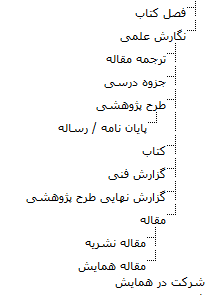 فصل کتاب
نگارش علمی
ترجمه مقاله
جزوه درسی
طرح پژوهشی
پایان نامه / رساله
کتاب
گزارش فنی
گزارش نهایی طرح پژوهشی
مقاله
مقاله نشریه
مقاله همایش
شرکت در همایش